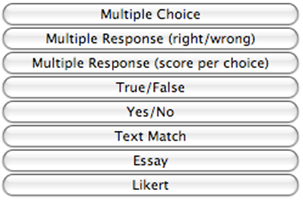 Multiple Choice
Multiple Response (right/wrong)
Multiple Response (score per choice)
True/False
Yes/No
Text Match
Essay
Likert